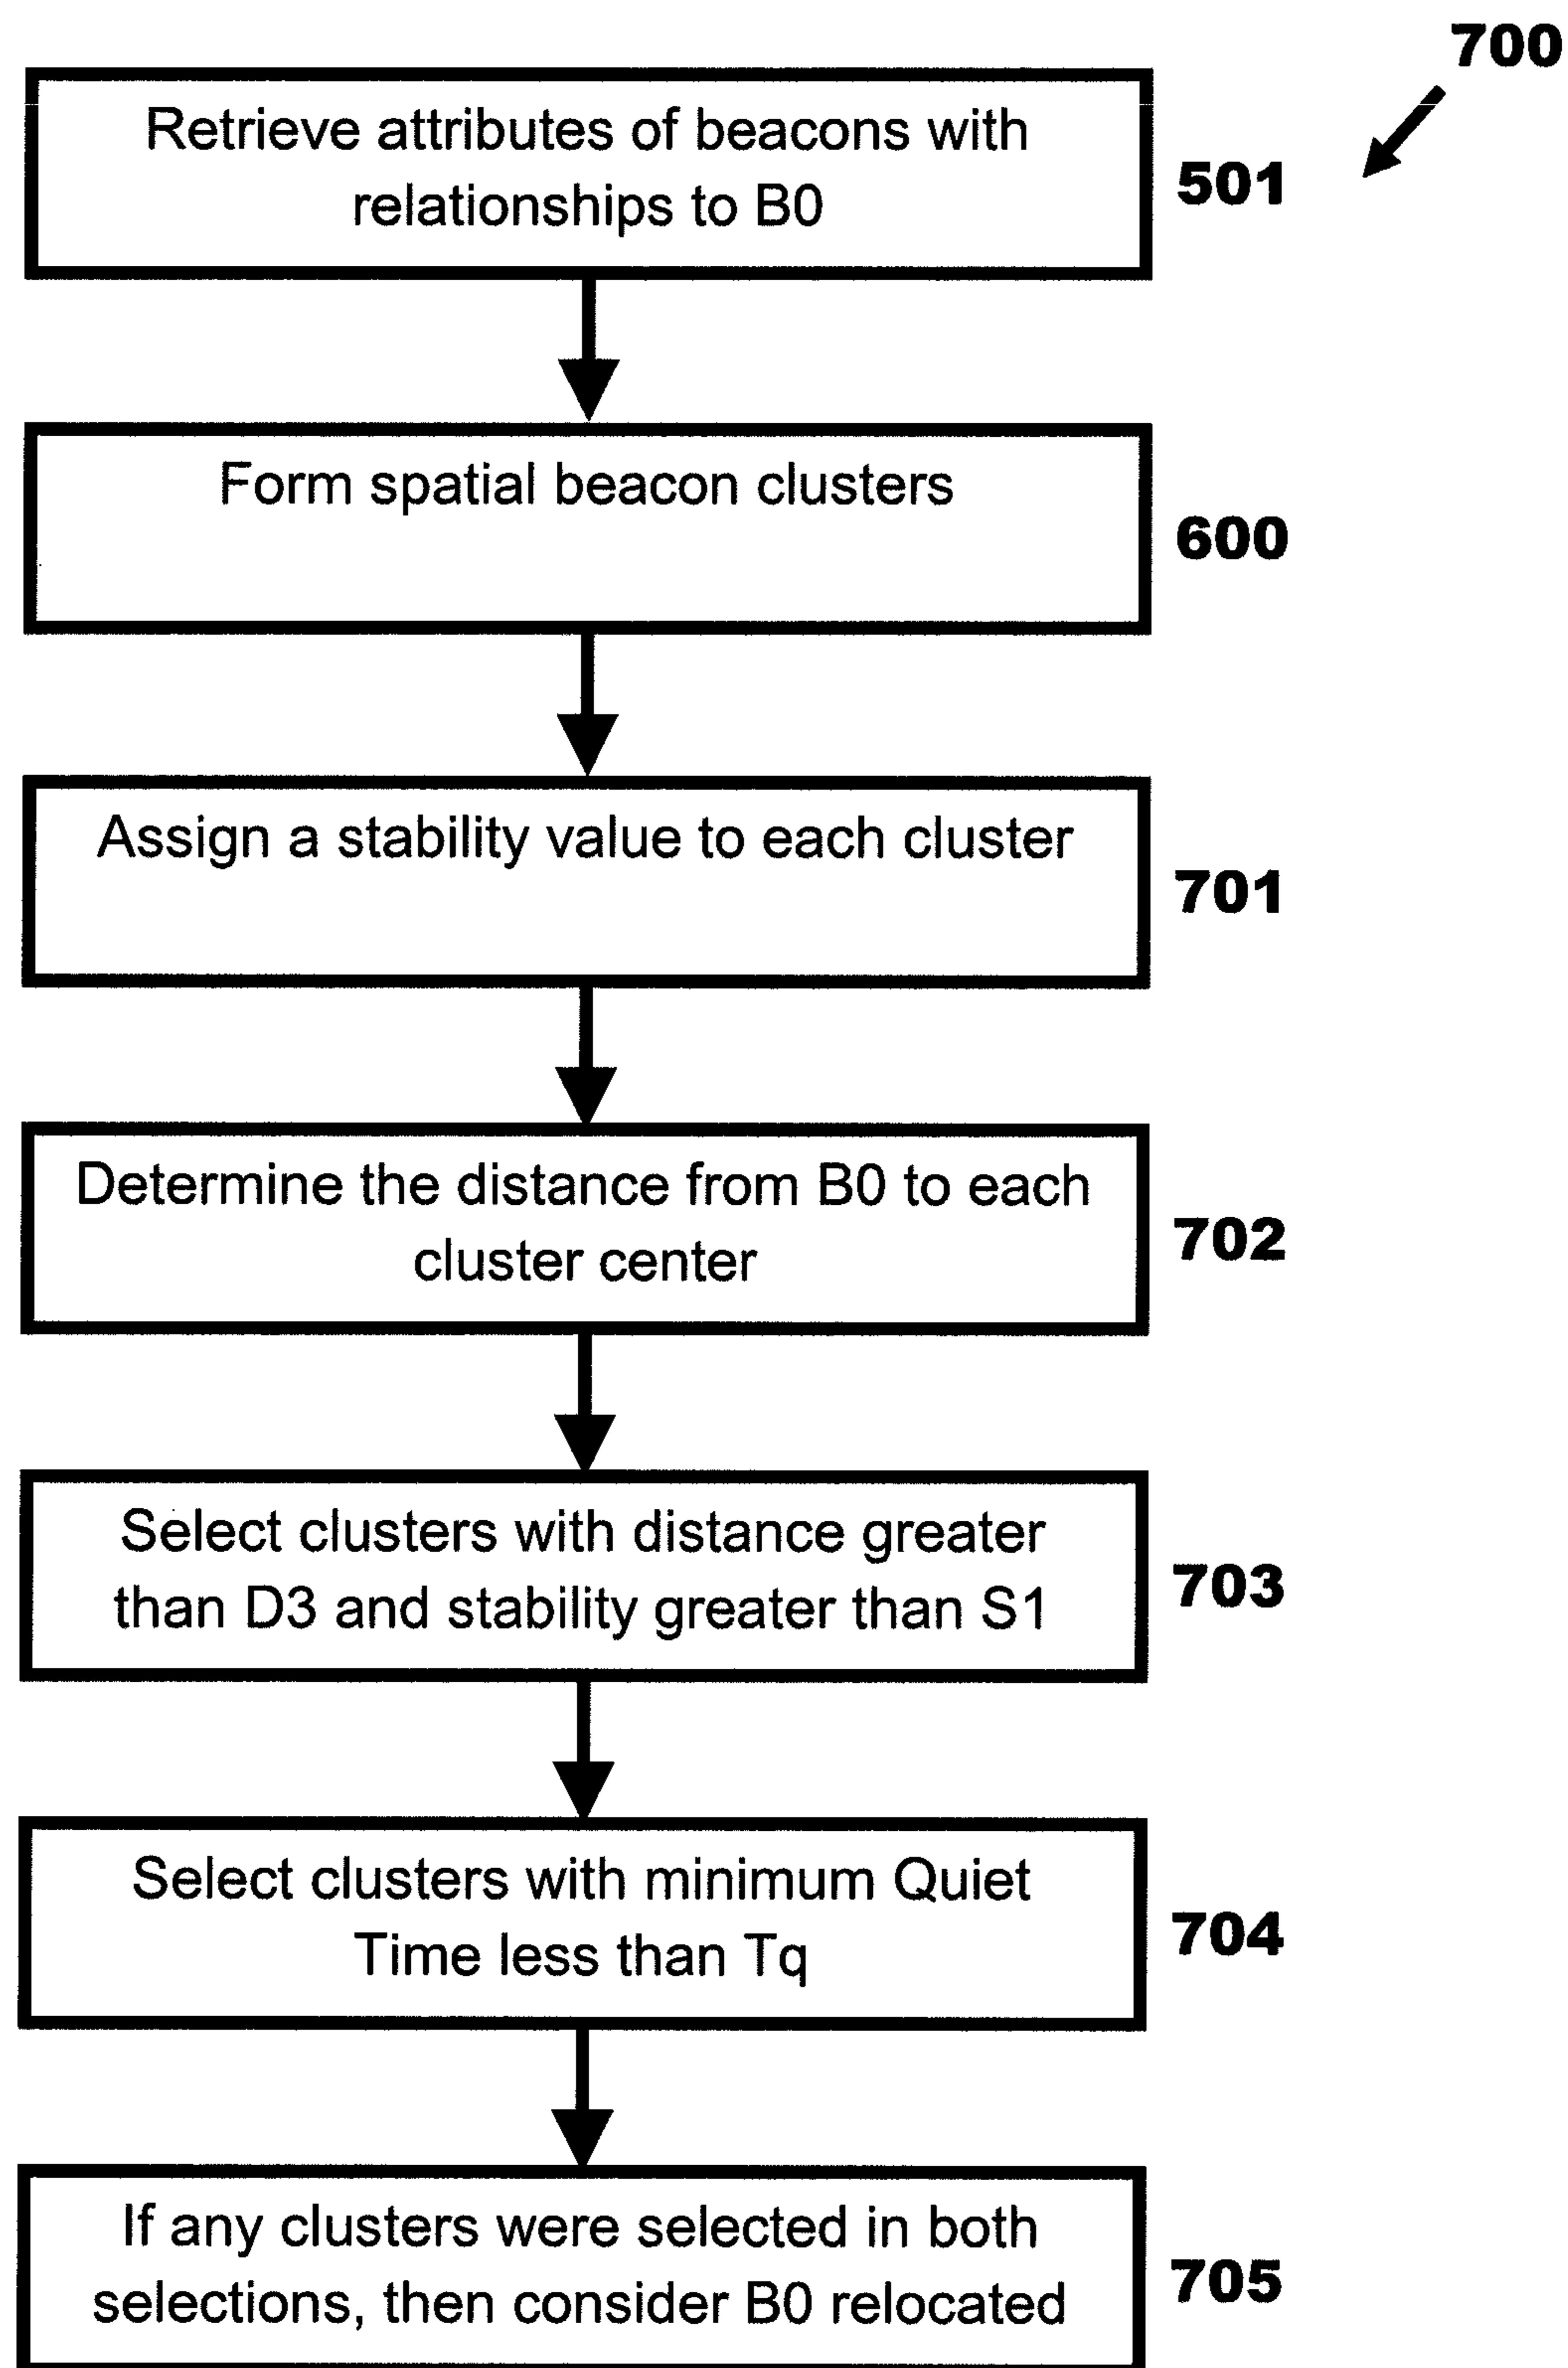 700
Retrieve attributes of beacons with
relationships to B0
501
Form spatial beacon clusters
600
Assign a stability value to each cluster
701
Determine the distance from B0 to each
cluster center
702
Select clusters with distance greater
than D3 and stability greater than S1
703
Select clusters with minimum Quiet
Time less than Tq
704
If any clusters were selected in both
selections, then consider B0 relocated
705